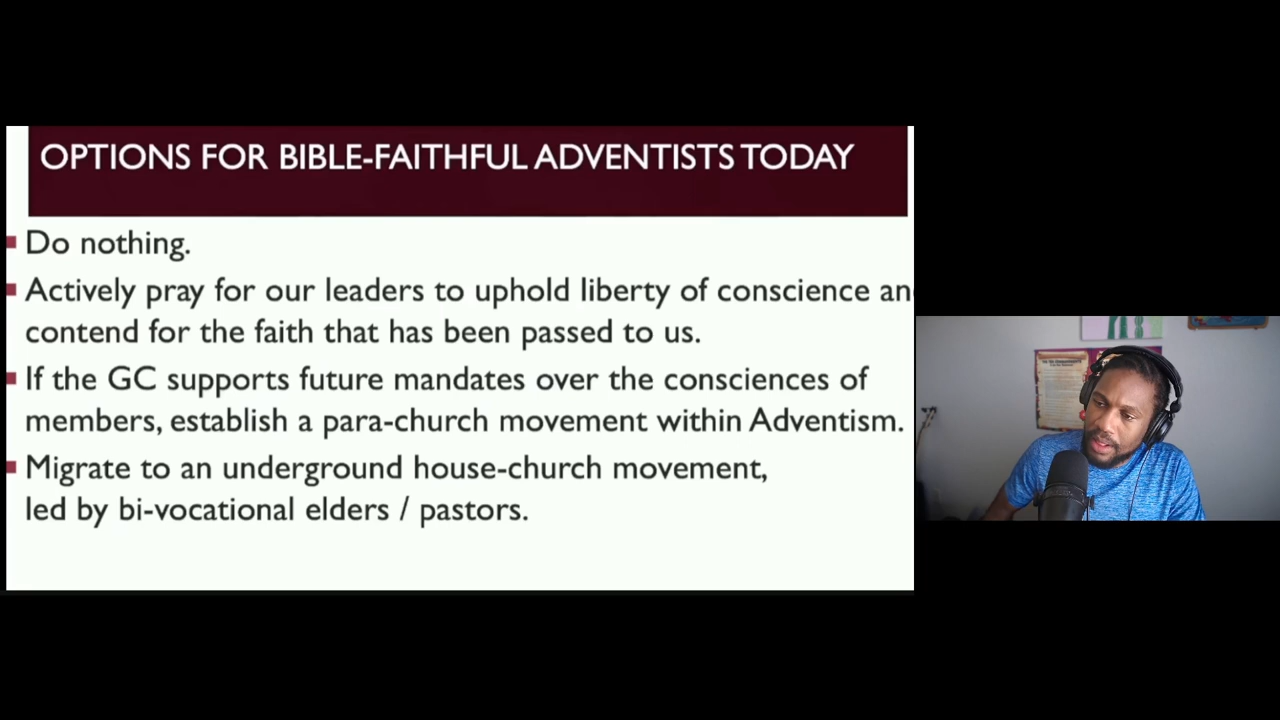 OPTIONS FOR BIBLE-FAITHFUL ADVENTISTS TODAY
Do nothing.
Actively pray for our leaders to uphold liberty of conscience an
contend for the faith that has been passed to us.
If the GC supports future mandates over the consciences of
members, establish a para-church movement within Adventism.
Migrate to an underground house-church movement,
led by bi-vocational elders / pastors.